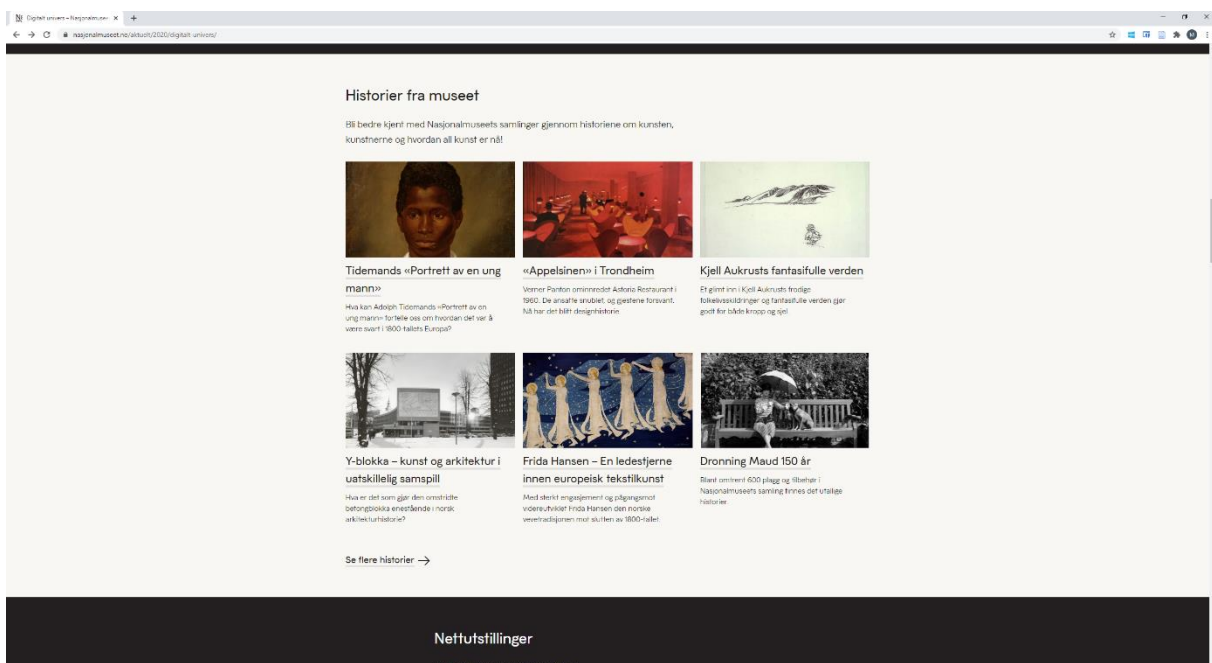 Digitalt univers – Nasjonalmuseet
nasjonalmuseet.no/aktuelt/2020/digitalt-univers/
Historier fra museet
Bli bedre kjent med Nasjonalmuseets samlinger gjennom historiene om kunsten,
kunstnerne og hvordan all kunst er nå!
Tidemands «Portrett av en ung
mann»
Hva kan Adolph Tidemands «Portrett av en
ung mann» fortelle oss om hvordan det var å
være svart i 1800-tallets Europa?
«Appelsinen» i Trondheim
Verner Panton ominnredet Astoria Restaurant i
1960. De ansatte snublet, og gjestene forsvant.
Nå har det blitt designhistorie.
Kjell Aukrusts fantasifulle verden
Et glimt inn i Kjell Aukrusts frodige
folkelivsskildringer og fantasifulle verden gjør
godt for både kropp og sjel
Y-blokka – kunst og arkitektur i
uatskillelig samspill
Hva er det som gjør den omstridte
betongblokka enestående i norsk
arkitekturhistorie?
Frida Hansen – En ledestjerne
innen europeisk tekstilkunst
Med sterkt engasjement og pågangsmot
videreutviklet Frida Hansen den norske
vevetradisjonen mot slutten av 1800-tallet
Dronning Maud 150 år
Blant omtrent 600 plagg og tilbehør i
Nasjonalmuseets samling finnes det utallige
historier.
Se flere historier →
Nettutstillinger